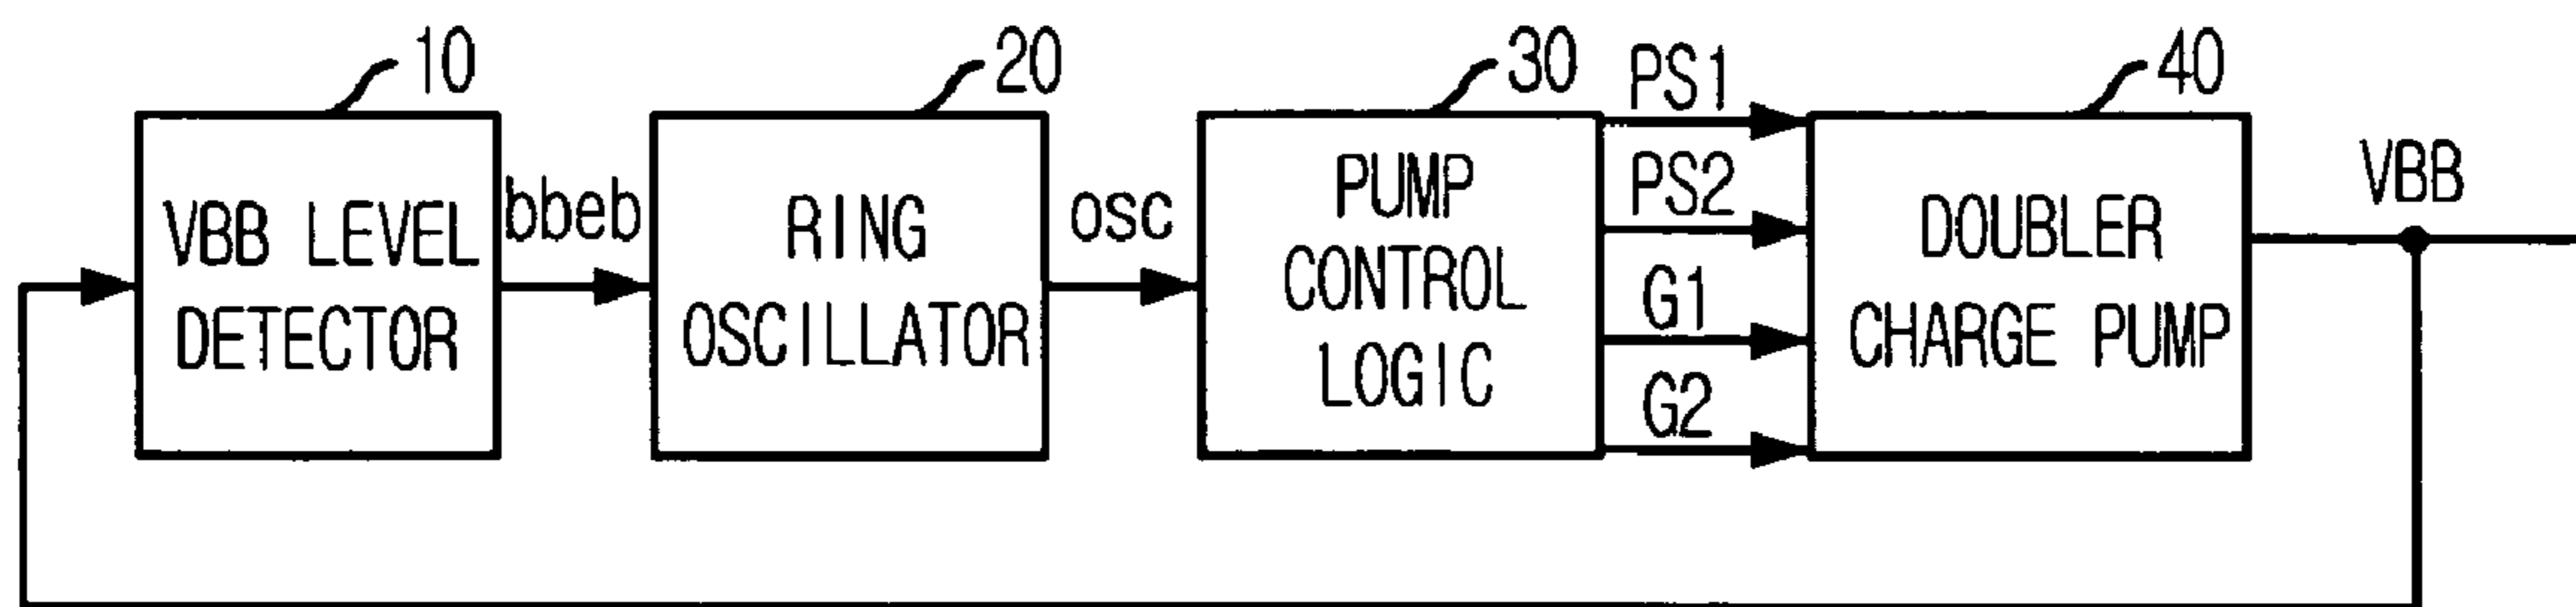 10
20
30
40
VBB LEVEL
DETECTOR
bbeb
RING
OSCILLATOR
osc
PUMP
CONTROL
LOGIC
PS1
PS2
G1
G2
DOUBLER
CHARGE PUMP
VBB